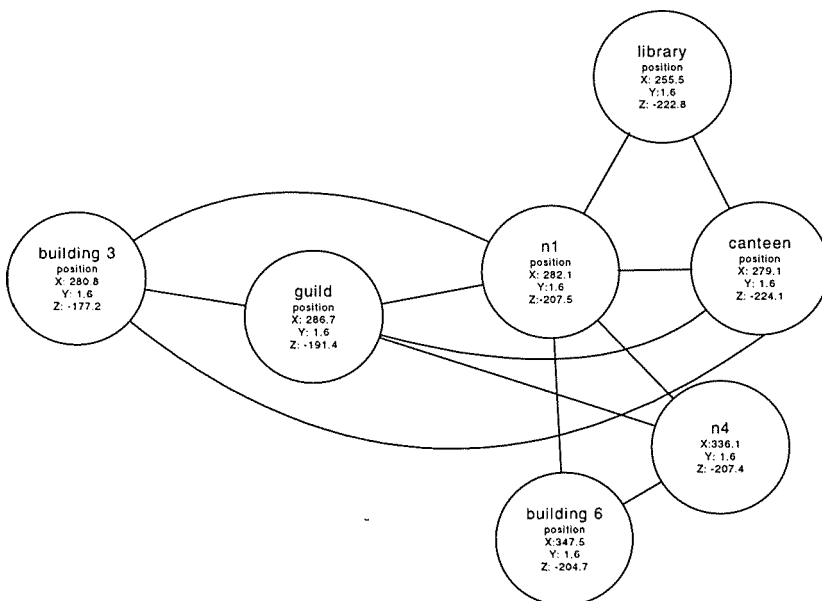 library
position
X: 255.5
Y:1.6
Z: -222.8
building 3
position
X: 280.8
Y: 1.6
Z: -177.2
guild
position
X: 286.7
Y: 1.6
Z: -191.4
n1
position
X: 282.1
Y:1.6
Z:-207.5
canteen
position
X: 279.1
Y: 1.6
Z: -224.1
n4
X:336.1
Y: 1.6
Z: -207.4
building 6
position
X:347.5
Y: 1.6
Z: -204.7